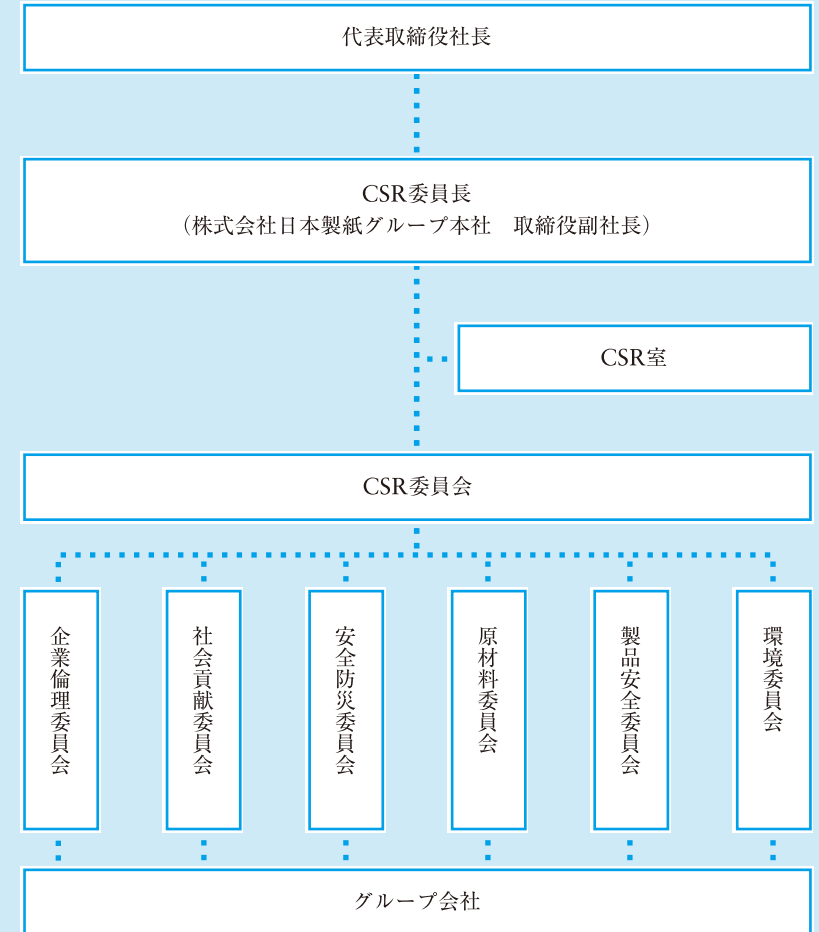 代表取締役社長
CSR委員長
（株式会社日本製紙グループ本社　取締役副社長）
CSR室
CSR委員会
企業倫理委員会
社会貢献委員会
安全防災委員会
原材料委員会
製品安全委員会
環境委員会
グループ会社